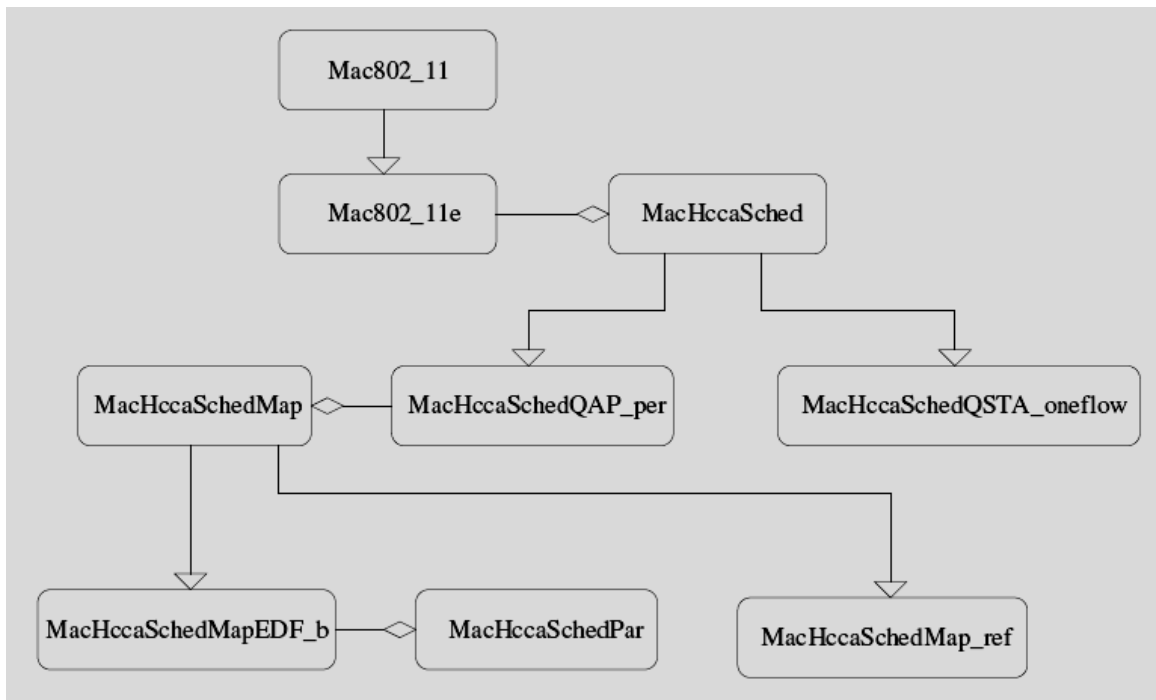 Mac802_11
Mac802_11e
MacHccaSched
MacHccaSchedMap
MacHccaSchedQAP_per
MacHccaSchedQSTA_oneflow
MacHccaSchedMapEDF_b
MacHccaSchedPar
MacHccaSchedMap_ref